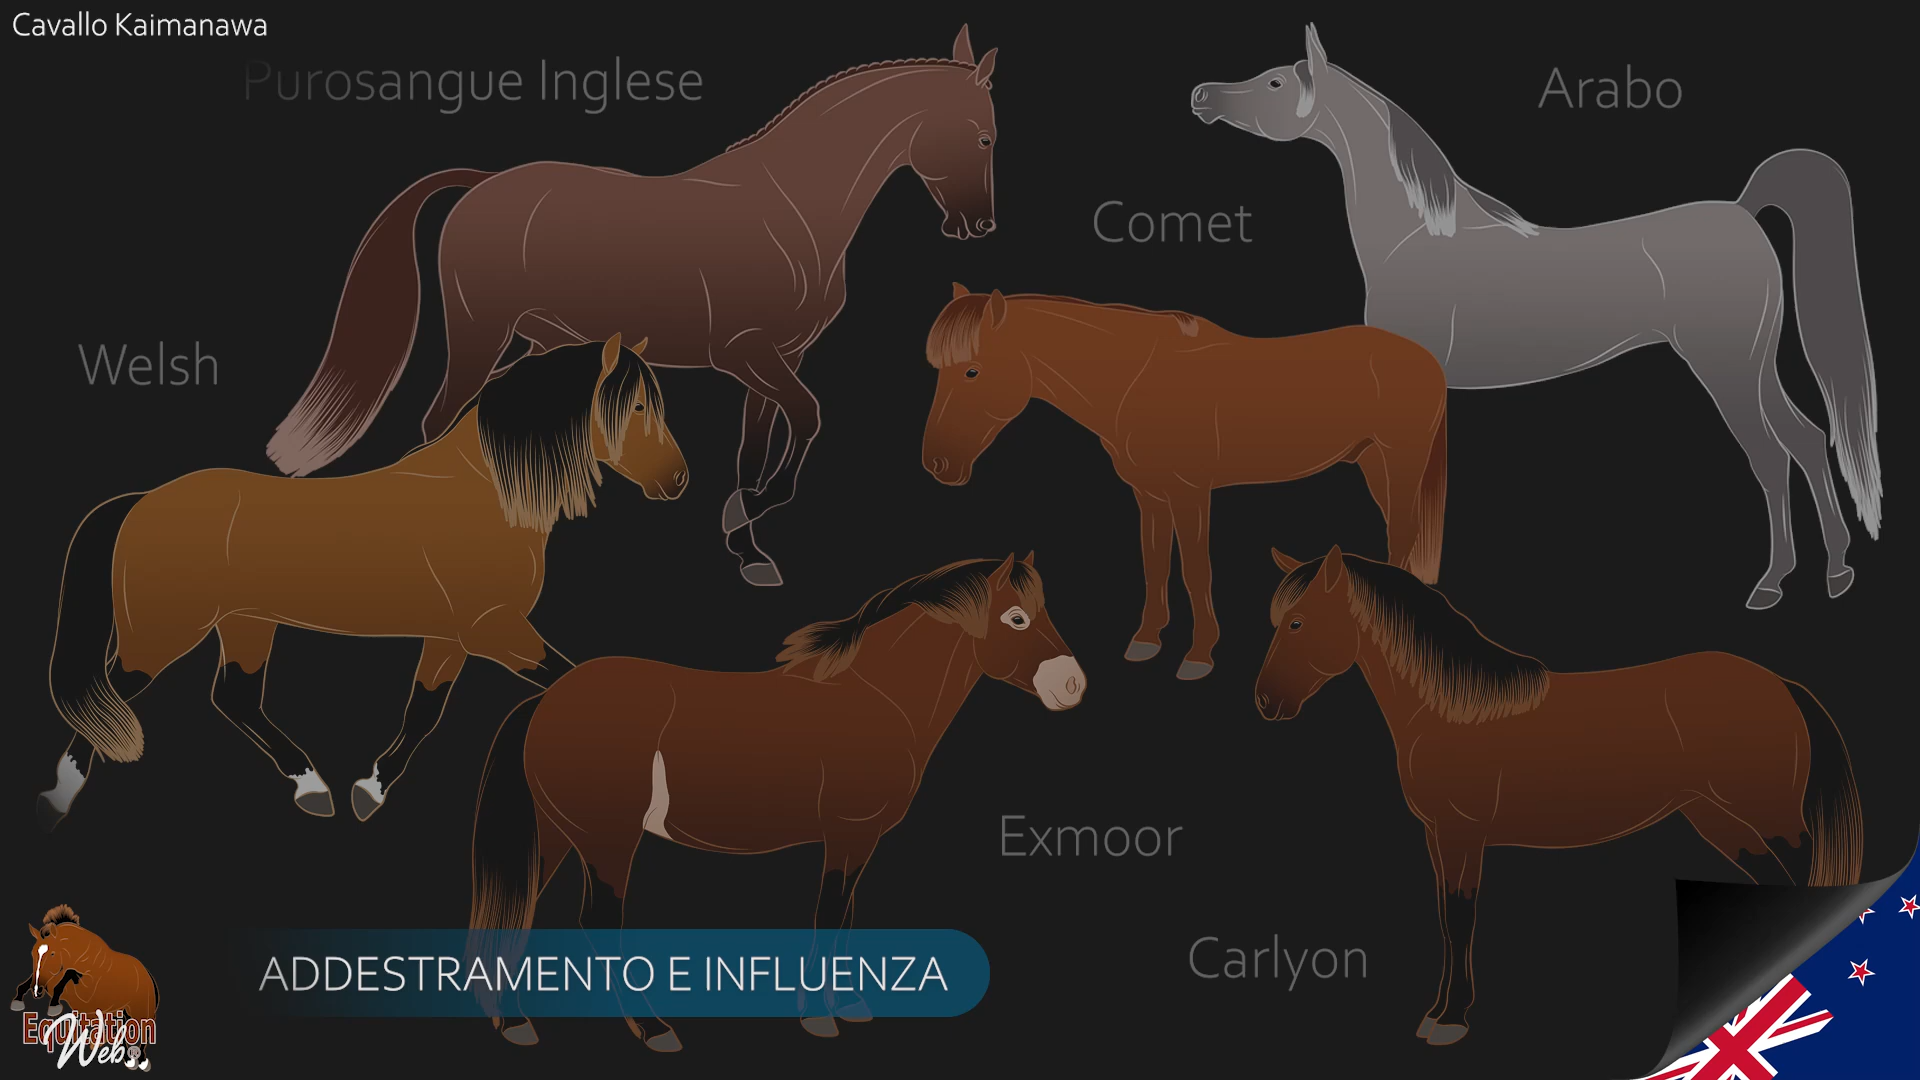 Cavallo Kaimanawa
Purosangue Inglese
Arabo
Comet
Welsh
Exmoor
Carlyon
ADDESTRAMENTO E INFLUENZA
Equitation
Web®